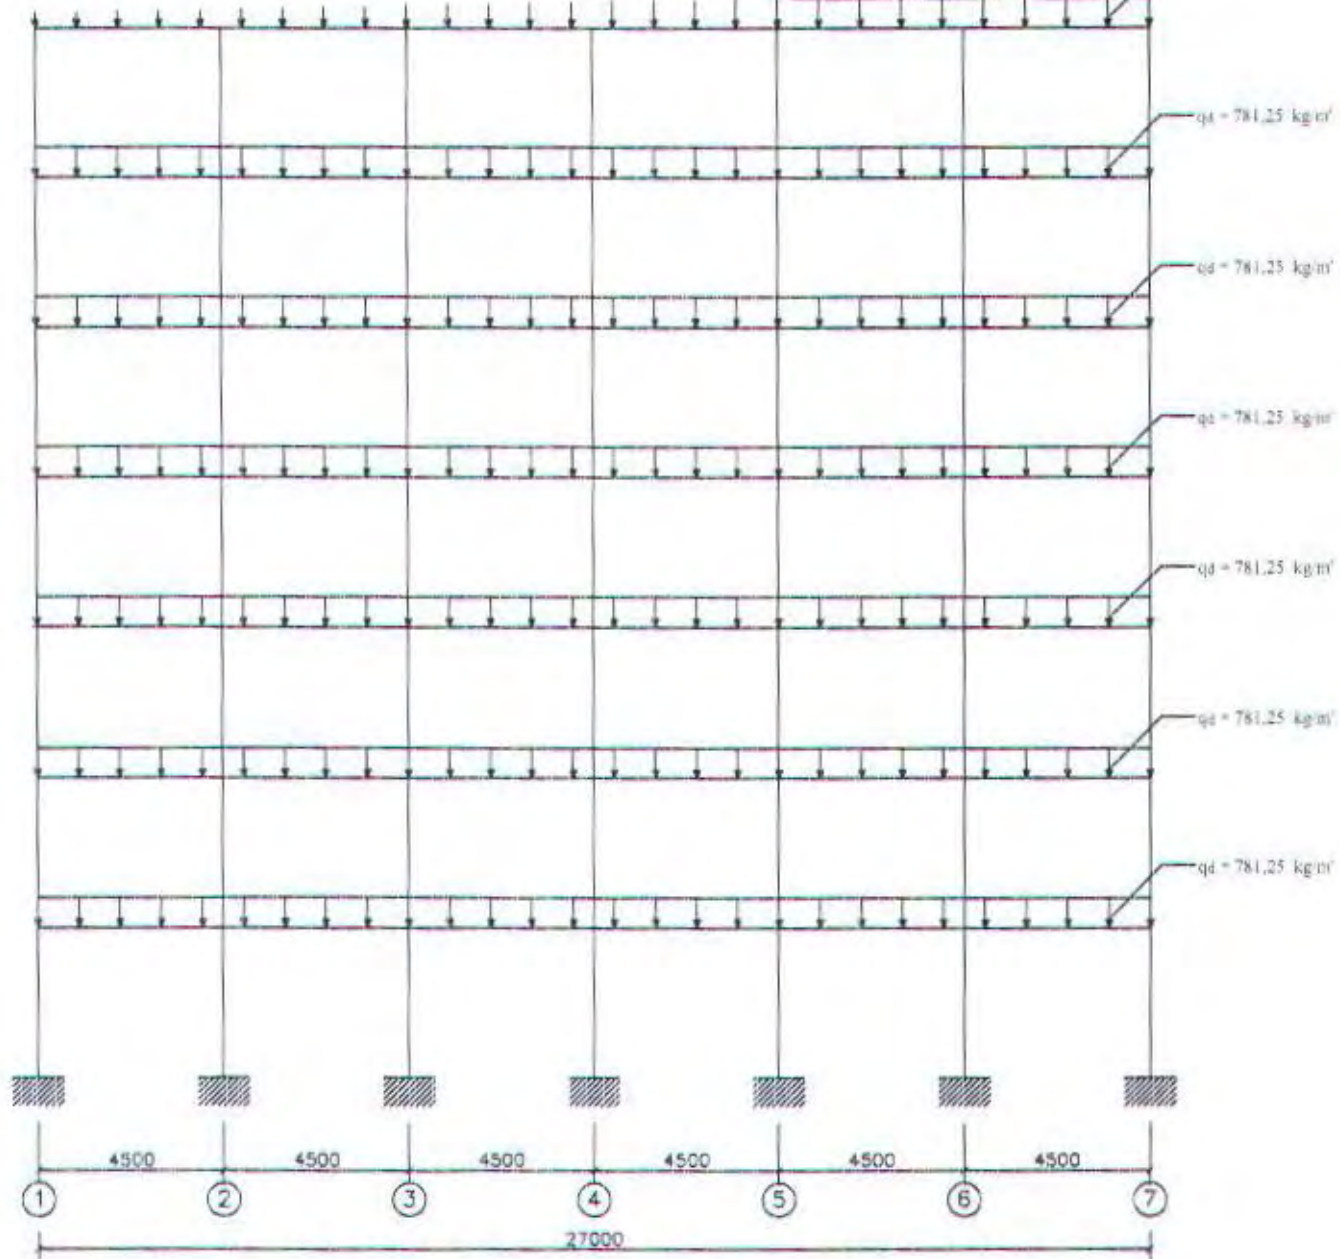 qd = 781,25 kg/m'
qd = 781,25 kg/m'
qd = 781,25 kg/m'
qd = 781,25 kg/m'
qd = 781,25 kg/m'
qd = 781,25 kg/m'
4500 4500 4500 4500 4500 4500
1 2 3 4 5 6 7
27000